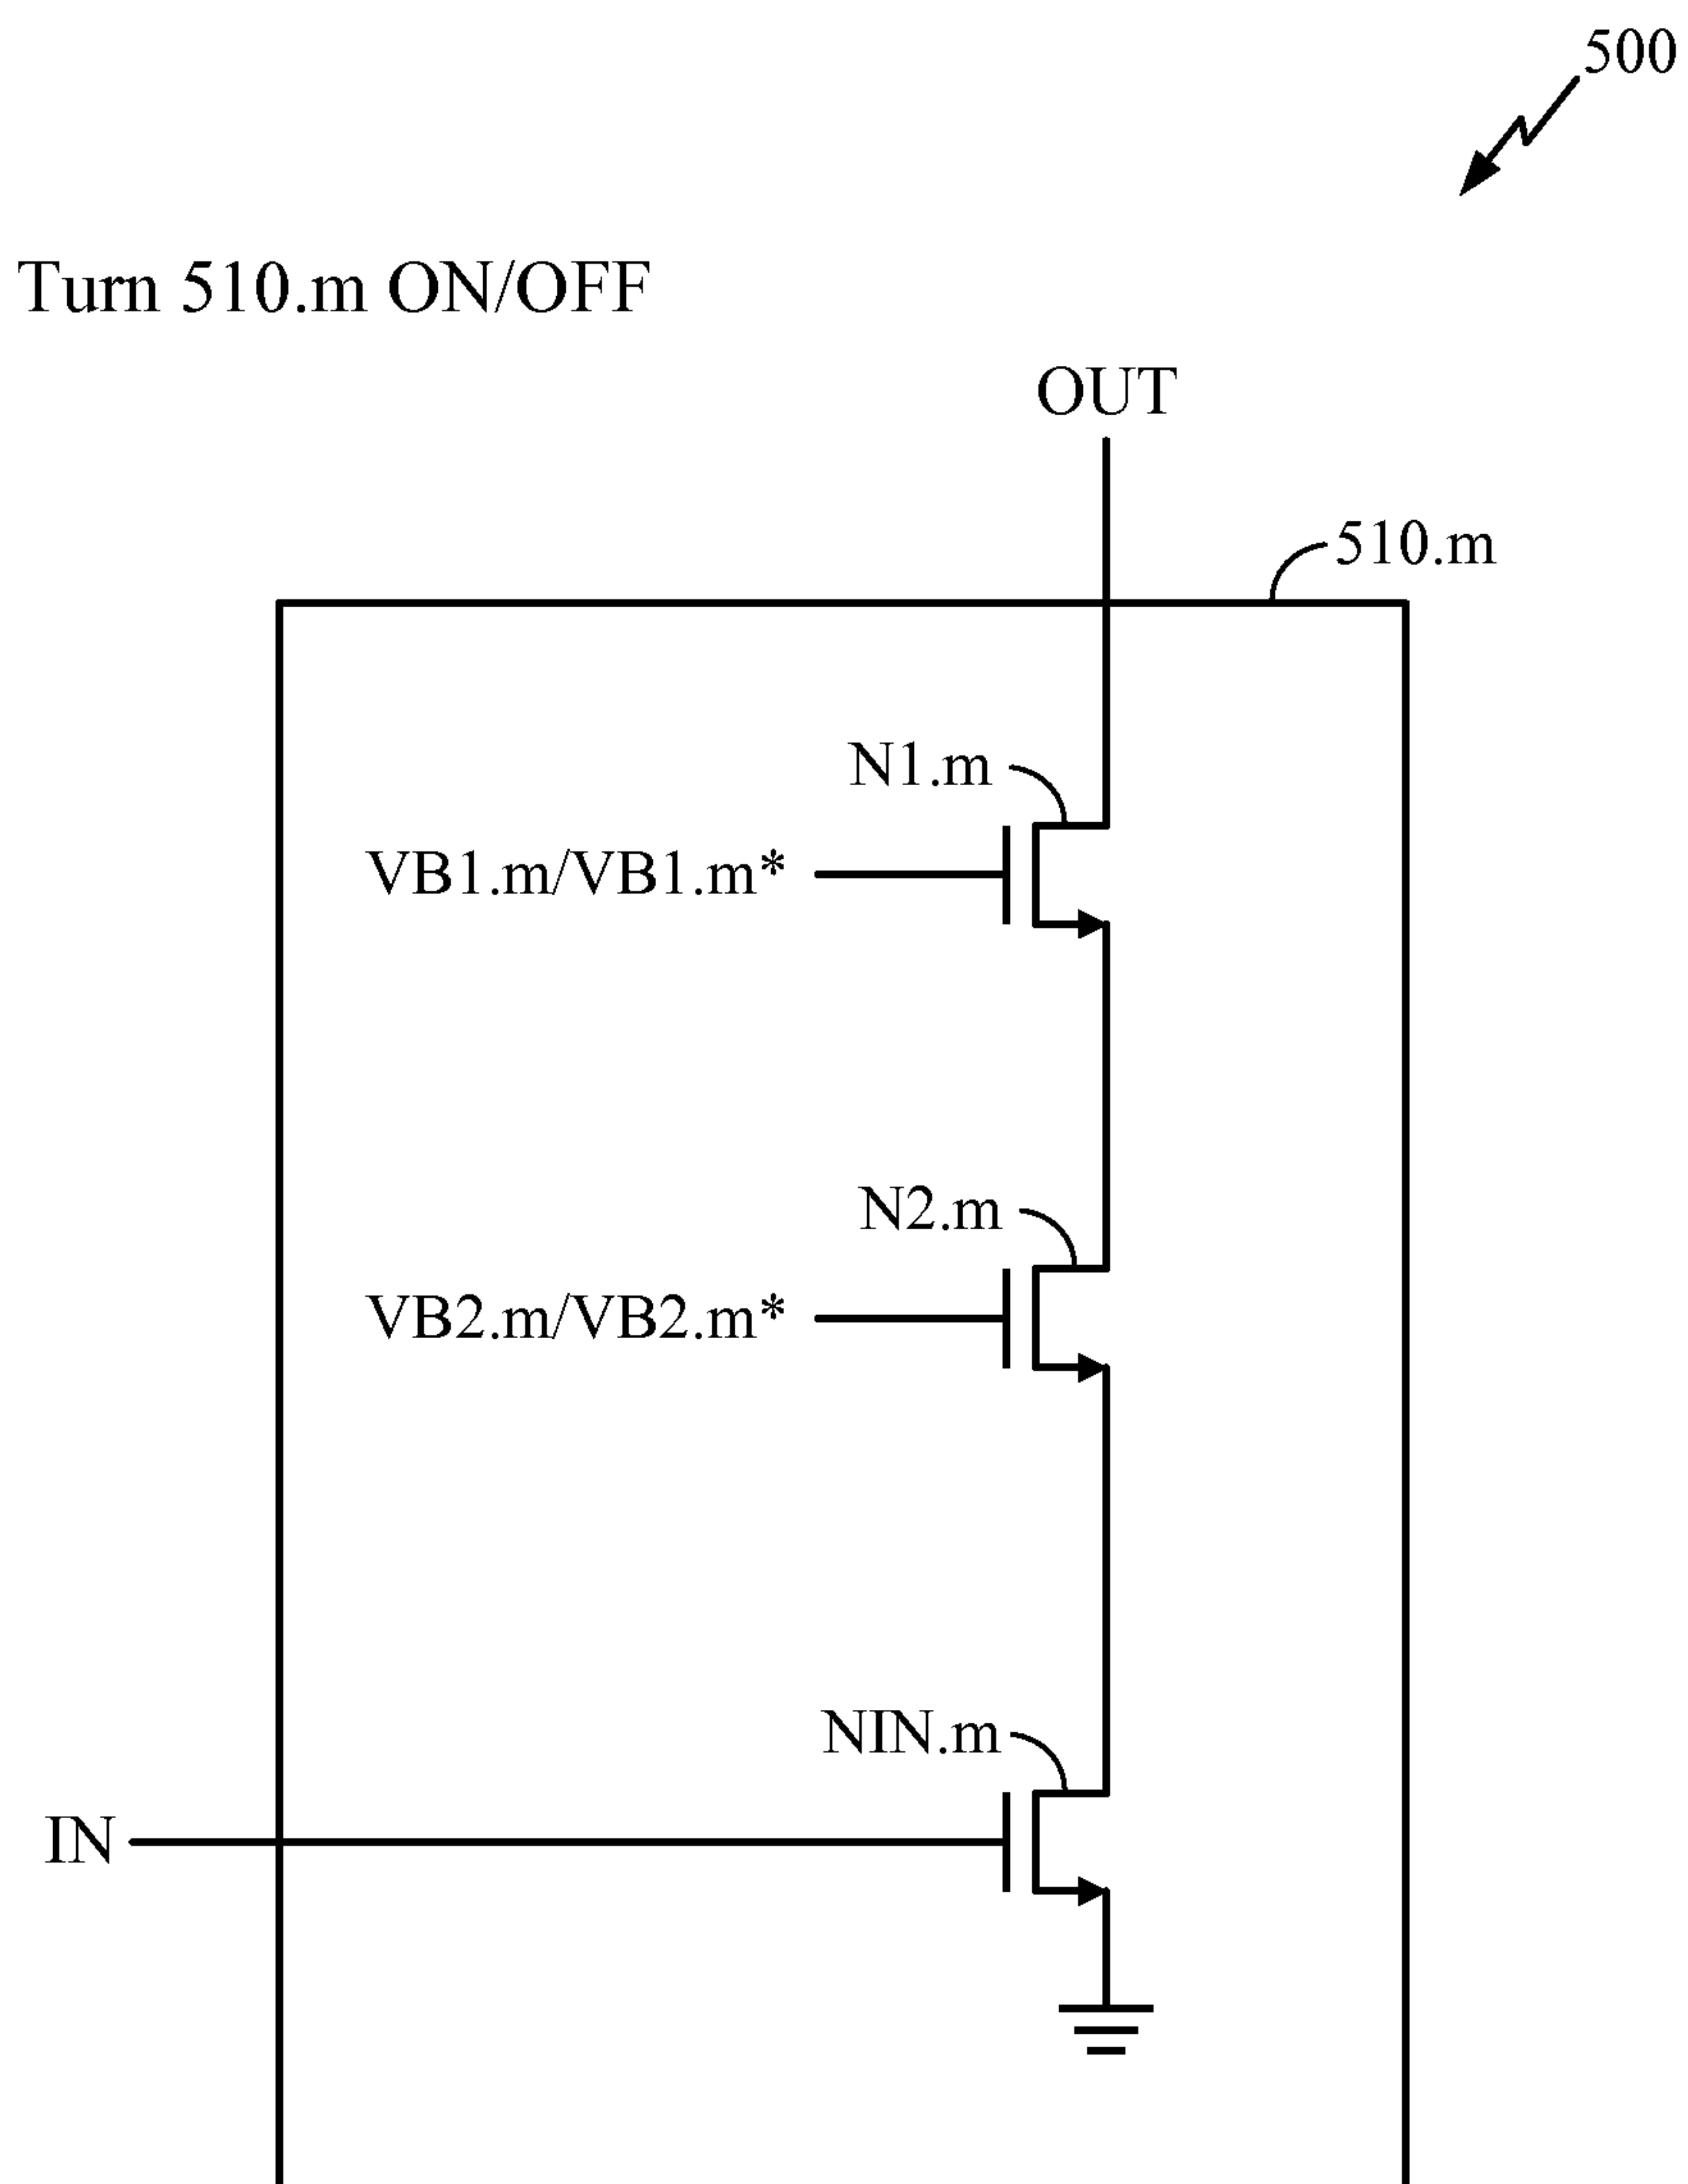 500
Turn 510.m ON/OFF
OUT
510.m
N1.m
VB1.m/VB1.m*
N2.m
VB2.m/VB2.m*
NIN.m
IN